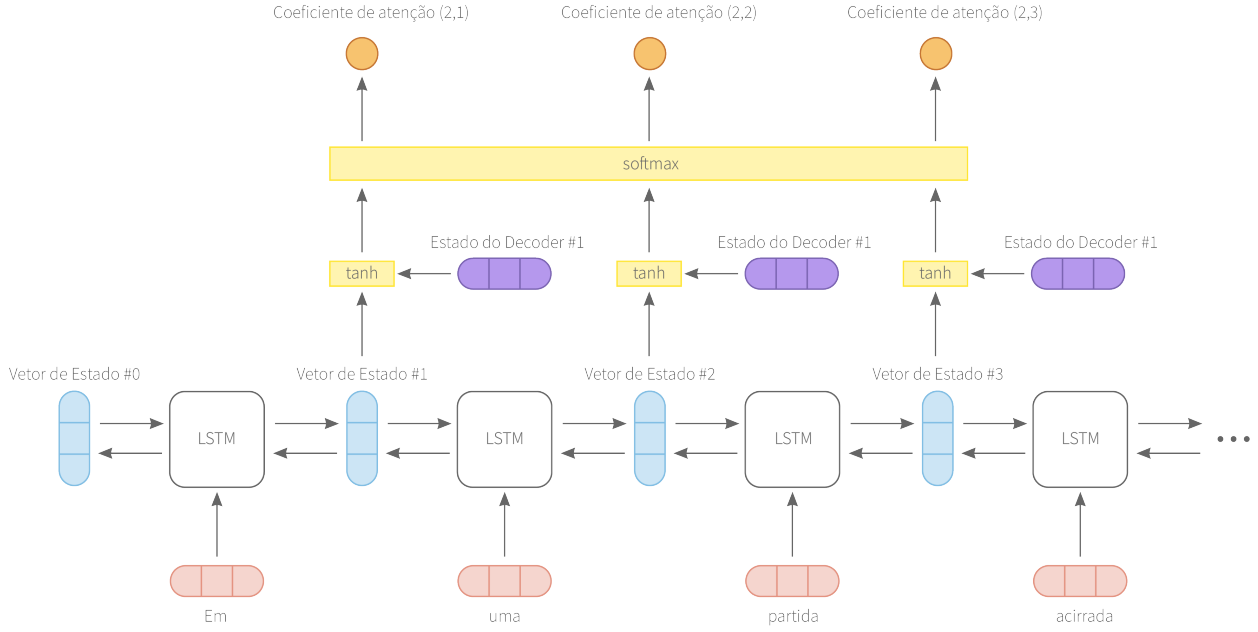 Coeficiente de atenção (2,1)
Coeficiente de atenção (2,2)
Coeficiente de atenção (2,3)
softmax
Estado do Decoder #1
Estado do Decoder #1
Estado do Decoder #1
tanh
tanh
tanh
Vetor de Estado #0
Vetor de Estado #1
Vetor de Estado #2
Vetor de Estado #3
LSTM
LSTM
LSTM
LSTM
Em
uma
partida
acirrada